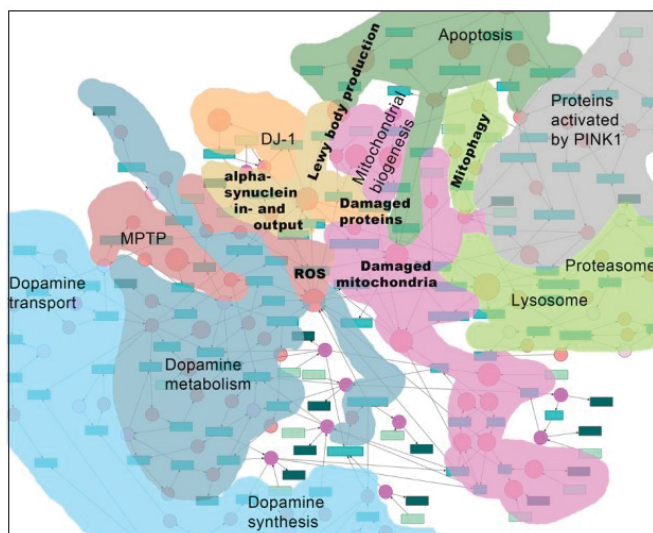 Apoptosis
Lewy body production
Mitochondrial
biogenesis
Mitophagy
Proteins
activated
by PINK1
DJ-1
alpha-
synuclein
in- and
output
Damaged
proteins
MPTP
ROS
Damaged
mitochondria
Proteasome
Lysosome
Dopamine
transport
Dopamine
metabolism
Dopamine
synthesis